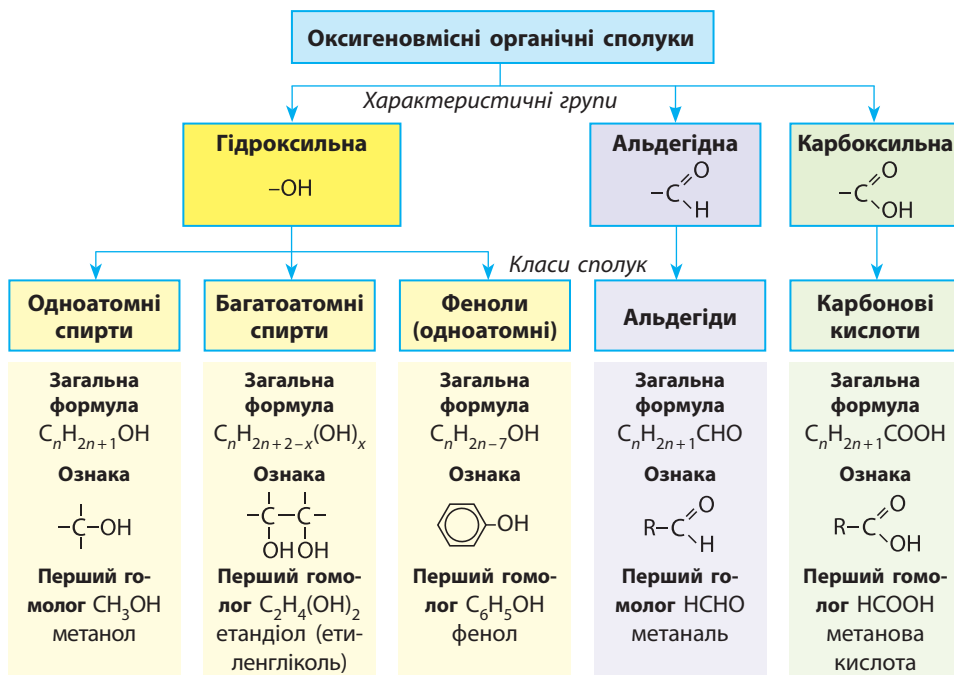 Оксигеновмісні органічні сполуки
Характеристичні групи
Гідроксильна
–OH
Альдегідна
–C
O
H
Карбоксильна
–C
O
OH
Класи сполук
Одноатомні
спирти
Багатоатомні
спирти
Феноли
(одноатомні)
Альдегіди
Карбонові
кислоти
Загальна
формула
CₙH₂ₙ₊₁OH
Ознака
–C–OH
Перший го-
молог CH₃OH
метанол
Загальна
формула
CₙH₂ₙ₊₂₋ₓ(OH)ₓ
Ознака
–C–C–
OH OH
Перший гомо-
лог C₂H₄(OH)₂
етандіол (ети-
ленгліколь)
Загальна
формула
CₙH₂ₙ₋₇OH
Ознака
–OH
Перший гомо-
лог C₆H₅OH
фенол
Загальна
формула
CₙH₂ₙ₊₁CHO
Ознака
R–C
O
H
Перший го-
молог HCHO
метаналь
Загальна
формула
CₙH₂ₙ₊₁COOH
Ознака
R–C
O
OH
Перший гомо-
лог HCOOH
метанова
кислота